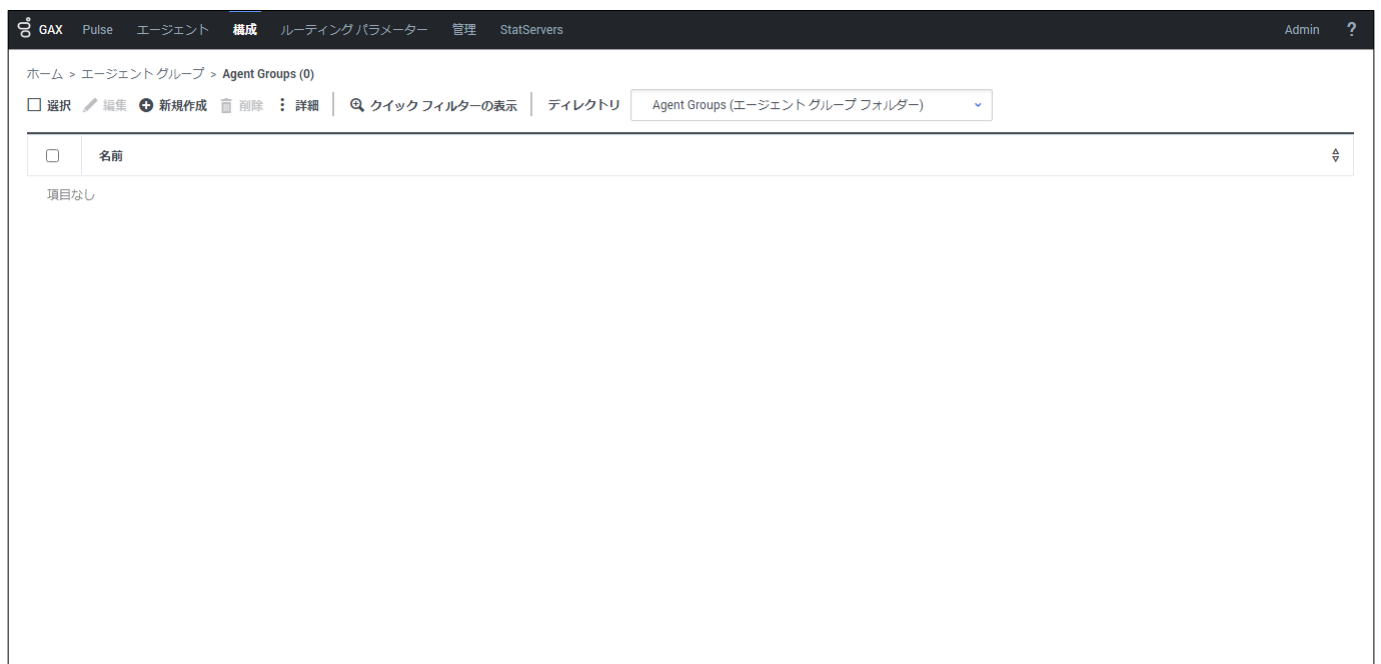 GAX Pulse エージェント 構成 ルーティング パラメーター 管理 StatServers Admin ?
ホーム > エージェント グループ > Agent Groups (0)
選択 編集 新規作成 削除 詳細 クイック フィルターの表示 ディレクトリ Agent Groups (エージェント グループ フォルダー)
名前
項目なし